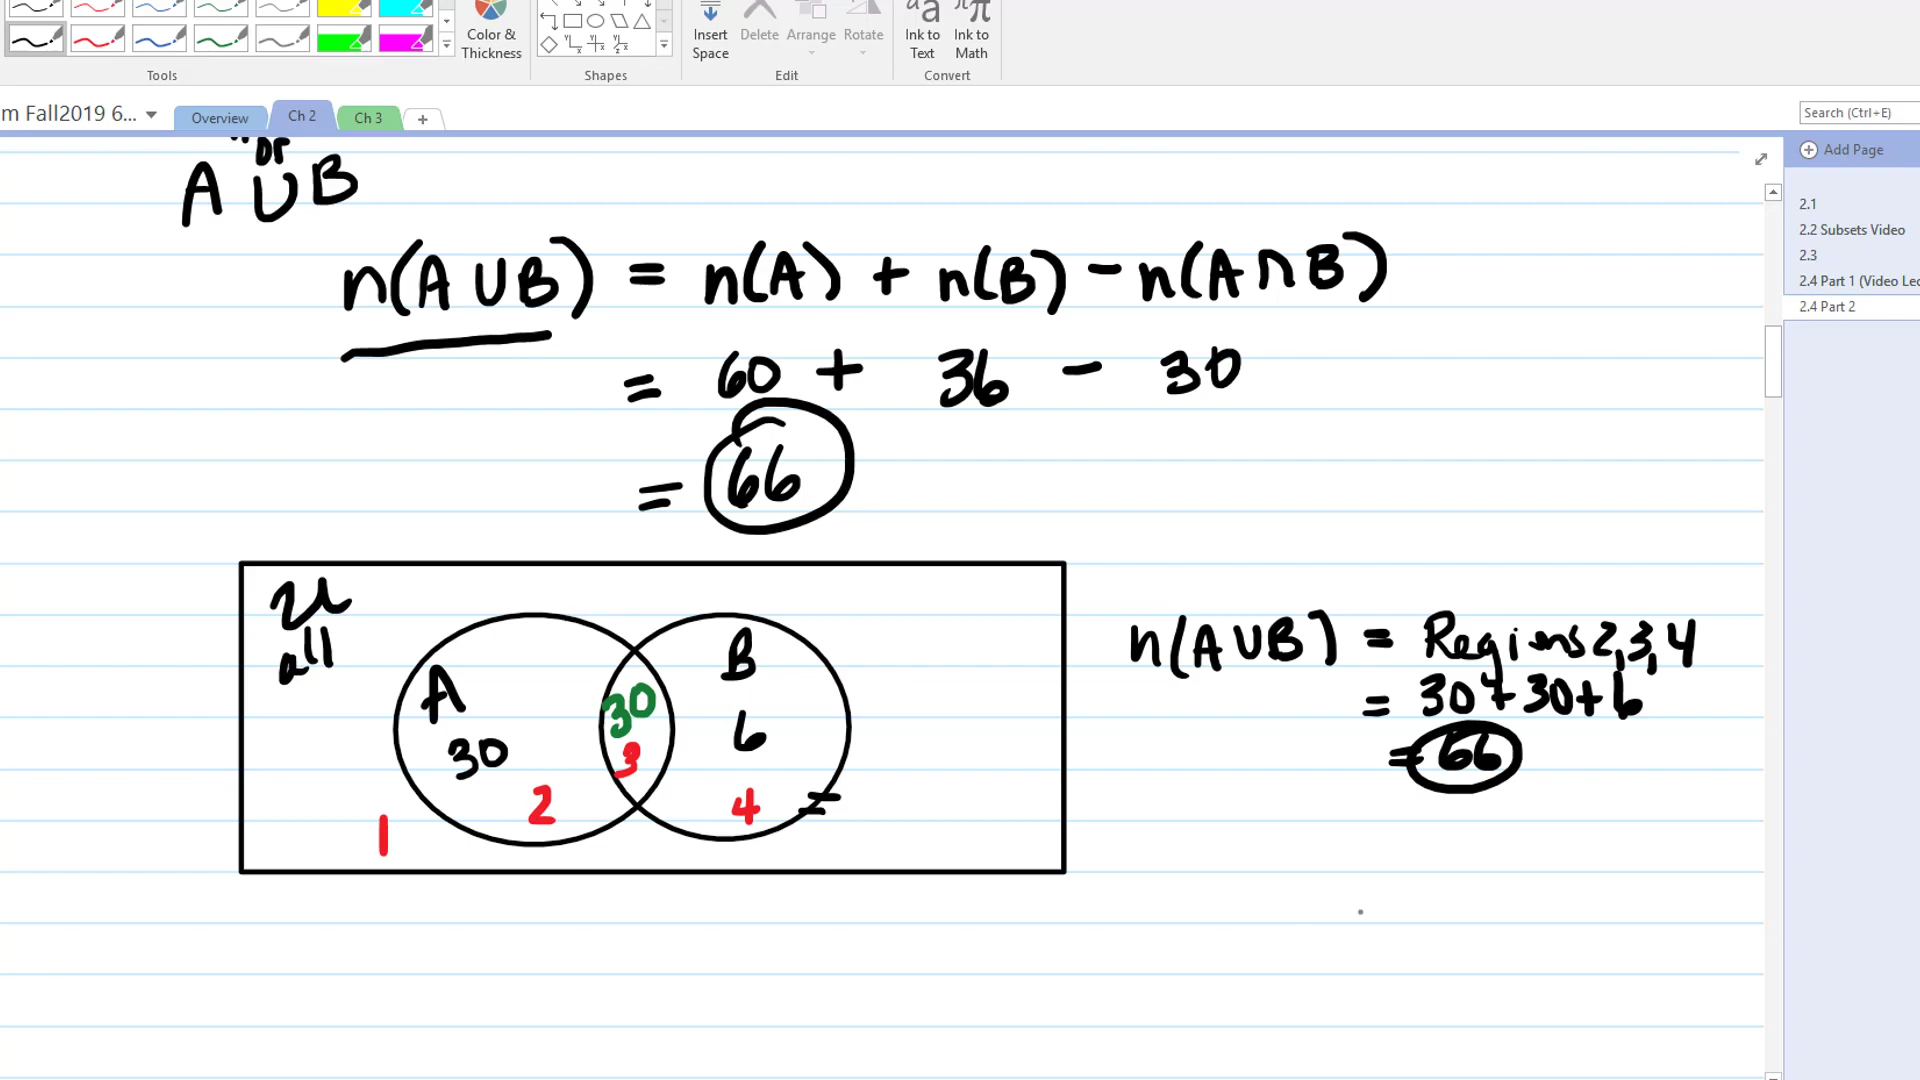 Color & Thickness
Insert Space
Delete
Arrange
Rotate
Ink to Text
Ink to Math
Tools
Shapes
Edit
Convert
m Fall2019 6...
Overview
Ch 2
Ch 3
+
Search (Ctrl+E)
Add Page
2.1
2.2 Subsets Video
2.3
2.4 Part 1 (Video Lec
2.4 Part 2
"or
A ∪ B
n(A ∪ B) = n(A) + n(B) - n(A ∩ B)
= 60 + 36 - 30
= 66
U
all
A
30
30
3
B
6
1
2
4
n(A ∪ B) = Regions 2, 3, 4
= 30 + 30 + 6
= 66